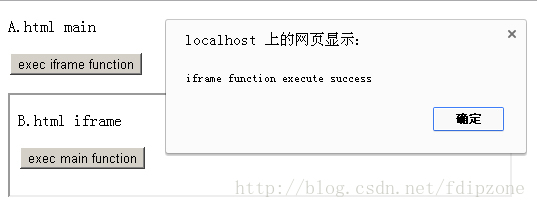 A.html main
exec iframe function
localhost 上的网页显示：
iframe function execute success
确定
B.html iframe
exec main function
http://blog.csdn.net/fdipzone